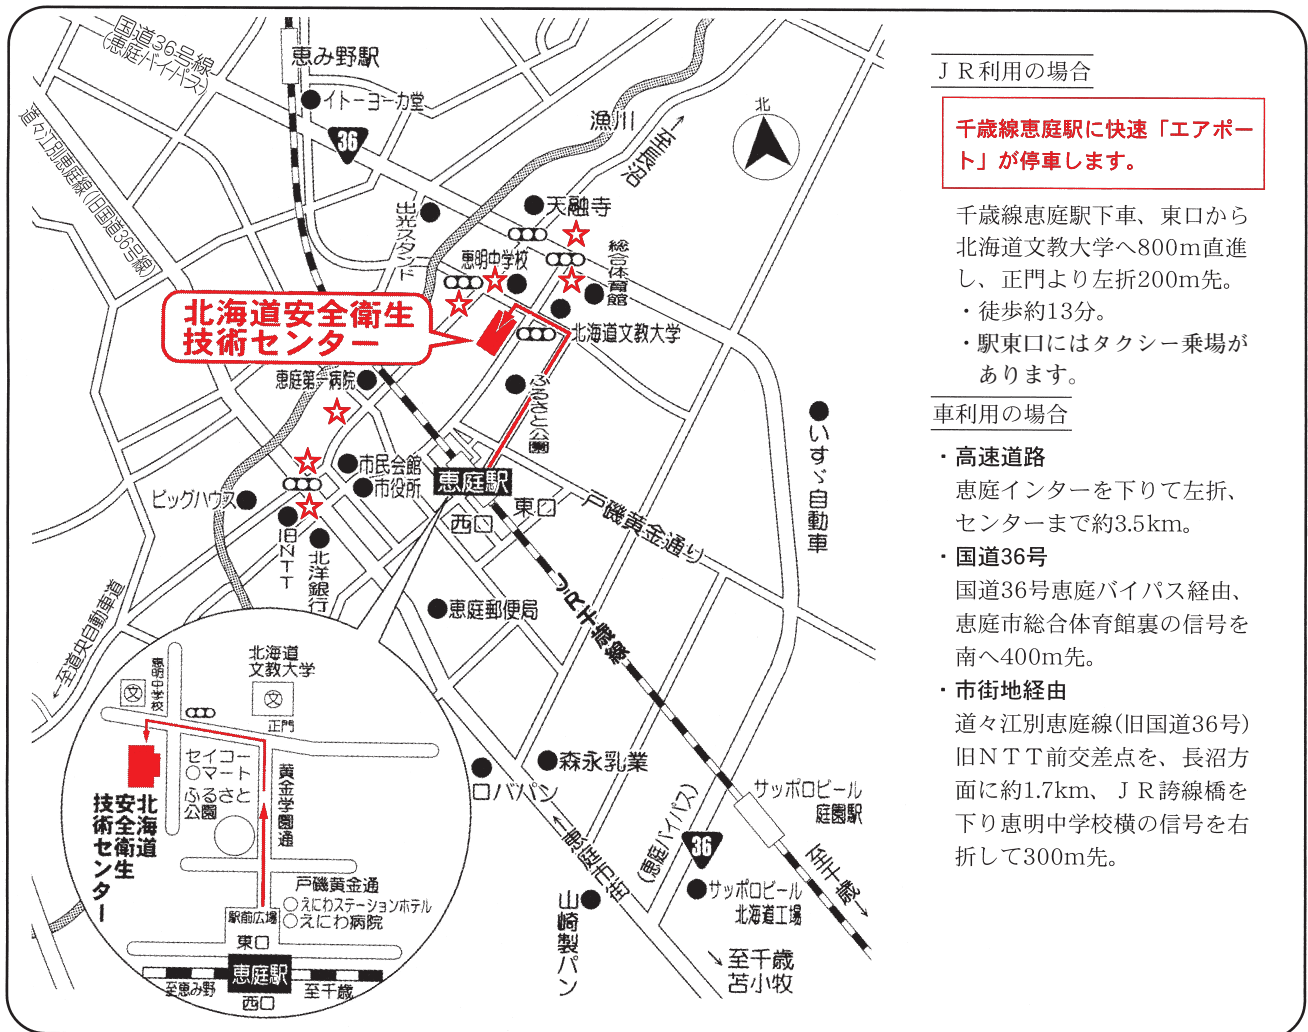 国道36号線
(恵庭バイパス)
恵み野駅
イトーヨーカ堂
36
道々江別恵庭線(旧国道36号線)
漁川
至長沼
北
出光スタンド
天融寺
恵明中学校
総合体育館
北海道安全衛生
技術センター
北海道文教大学
恵庭第一病院
ふるさと公園
市民会館
市役所
恵庭駅
東口
西口
ビッグハウス
旧NTT
北洋銀行
戸磯黄金通り
いすゞ自動車
恵庭郵便局
JR千歳線
←至道央自動車道
森永乳業
ロバパン
←恵庭市街
(恵庭バイパス)
36
サッポロビール
庭園駅
至千歳→
サッポロビール
北海道工場
山崎製パン
至千歳
苫小牧
北海道
文教大学
文
正門
恵明中学校
文
セイコー
マート
ふるさと
公園
黄金学園通
北海道
安全衛生
技術センター
戸磯黄金通
えにわステーションホテル
えにわ病院
駅前広場
東口
恵庭駅
至恵み野
至千歳
西口
JR利用の場合
千歳線恵庭駅に快速「エアポー
ト」が停車します。
千歳線恵庭駅下車、東口から
北海道文教大学へ800m直進
し、正門より左折200m先。
・徒歩約13分。
・駅東口にはタクシー乗場が
あります。
車利用の場合
・高速道路
恵庭インターを下りて左折、
センターまで約3.5km。
・国道36号
国道36号恵庭バイパス経由、
恵庭市総合体育館裏の信号を
南へ400m先。
・市街地経由
道々江別恵庭線(旧国道36号)
旧NTT前交差点を、長沼方
面に約1.7km、JR誇線橋を
下り恵明中学校横の信号を右
折して300m先。